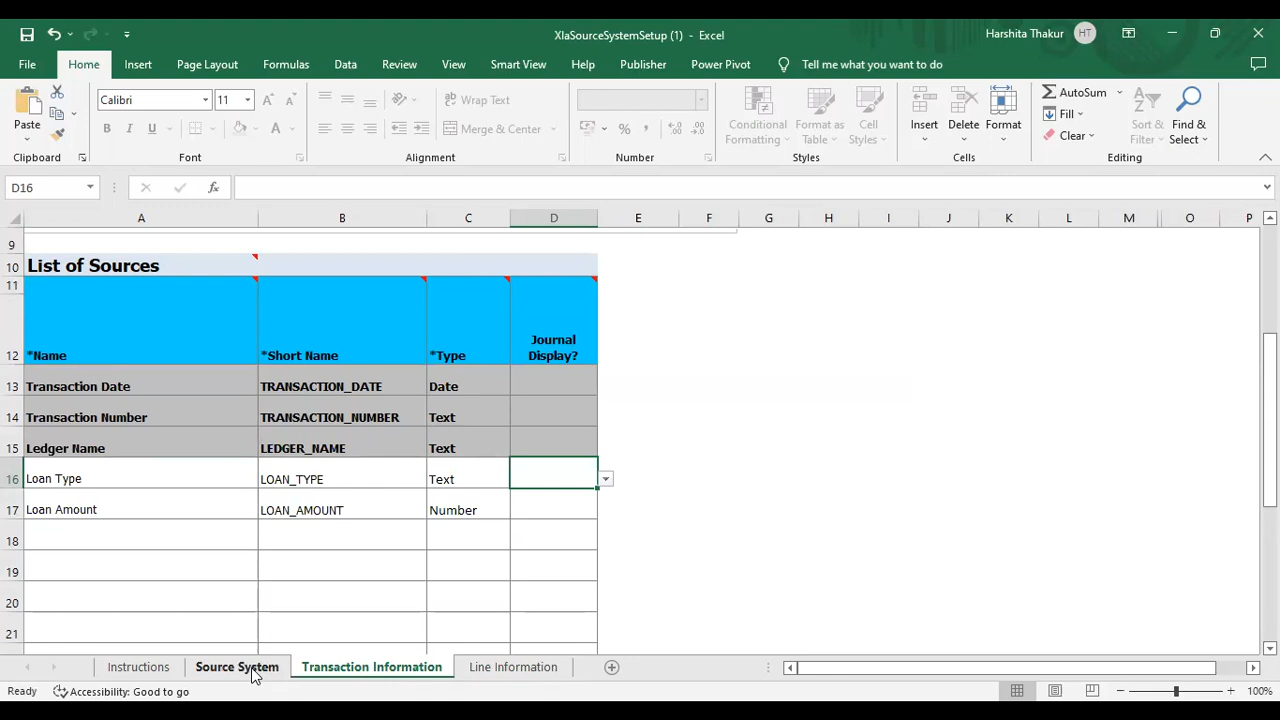 XlaSourceSystemSetup (1) - Excel
Harshita Thakur HT
File Home Insert Page Layout Formulas Data Review View Smart View Help Publisher Power Pivot Tell me what you want to do
Paste
Clipboard
Calibri 11
B I U
Font
Wrap Text
Merge & Center
Alignment
Number
Conditional Formatting
Format as Table
Cell Styles
Styles
Insert Delete Format
Cells
AutoSum
Fill
Clear
Sort & Filter
Find & Select
Editing
D16 fx
A B C D E F G H I J K L M O P
9
10 List of Sources
11
12 *Name *Short Name *Type Journal Display?
13 Transaction Date TRANSACTION_DATE Date
14 Transaction Number TRANSACTION_NUMBER Text
15 Ledger Name LEDGER_NAME Text
16 Loan Type LOAN_TYPE Text
17 Loan Amount LOAN_AMOUNT Number
18
19
20
21
Instructions Source System Transaction Information Line Information
Ready Accessibility: Good to go 100%